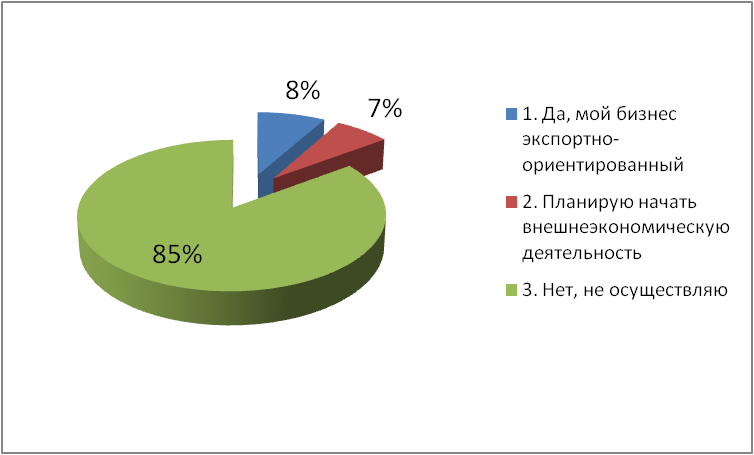 8%
7%
85%
1. Да, мой бизнес
экспортно-
ориентированный
2. Планирую начать
внешнеэкономическую
деятельность
3. Нет, не осуществляю